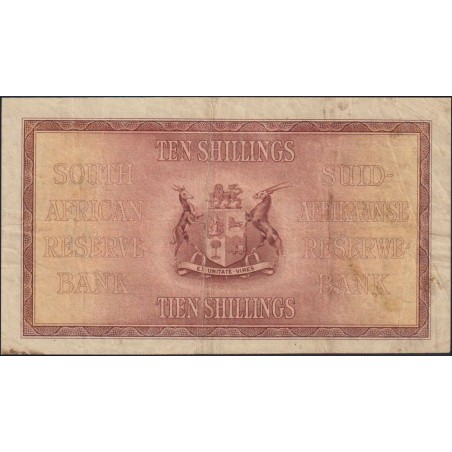 TEN SHILLINGS
SOUTH
AFRICAN
RESERVE
BANK
SUID-
AFRIKAANSE
RESERWE-
BANK
EX UNITATE VIRES
TIEN SHILLINGS